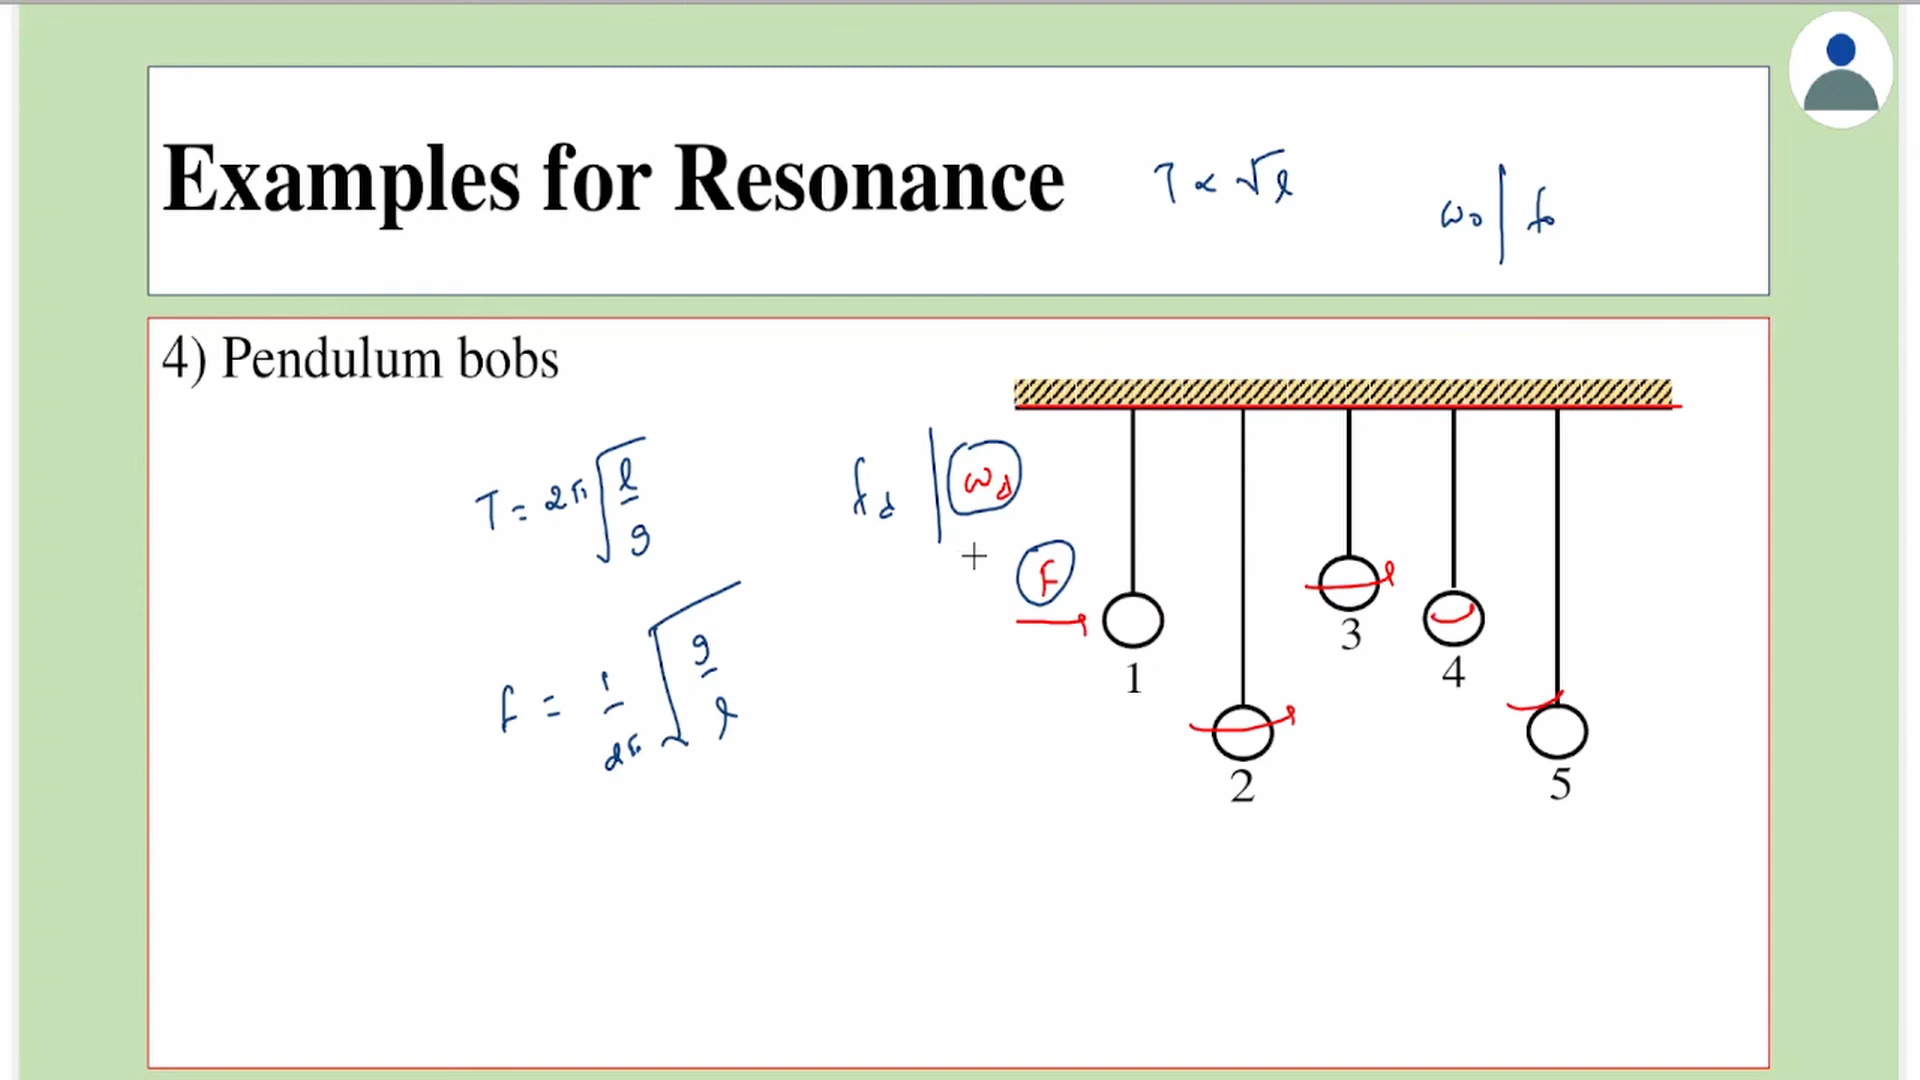 Examples for Resonance
T ∝ √l
ω₀ | f₀
4) Pendulum bobs
T = 2π √(l/g)
f_d | ω_d
F
f = 1/2π √(g/l)
1
2
3
4
5